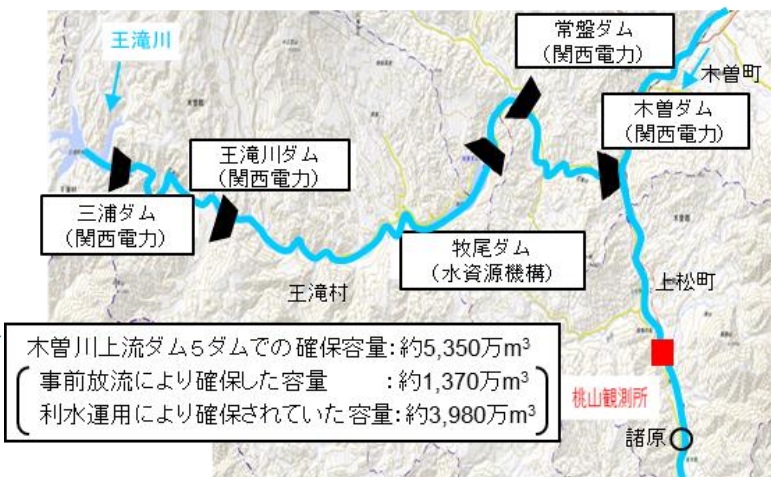 王滝川
常盤ダム
(関西電力)
木曽町
木曽ダム
(関西電力)
王滝川ダム
(関西電力)
三浦ダム
(関西電力)
牧尾ダム
(水資源機構)
王滝村
上松町
木曽川上流ダム5ダムでの確保容量:約5,350万m³
事前放流により確保した容量 :約1,370万m³
利水運用により確保されていた容量:約3,980万m³
桃山観測所
諸原